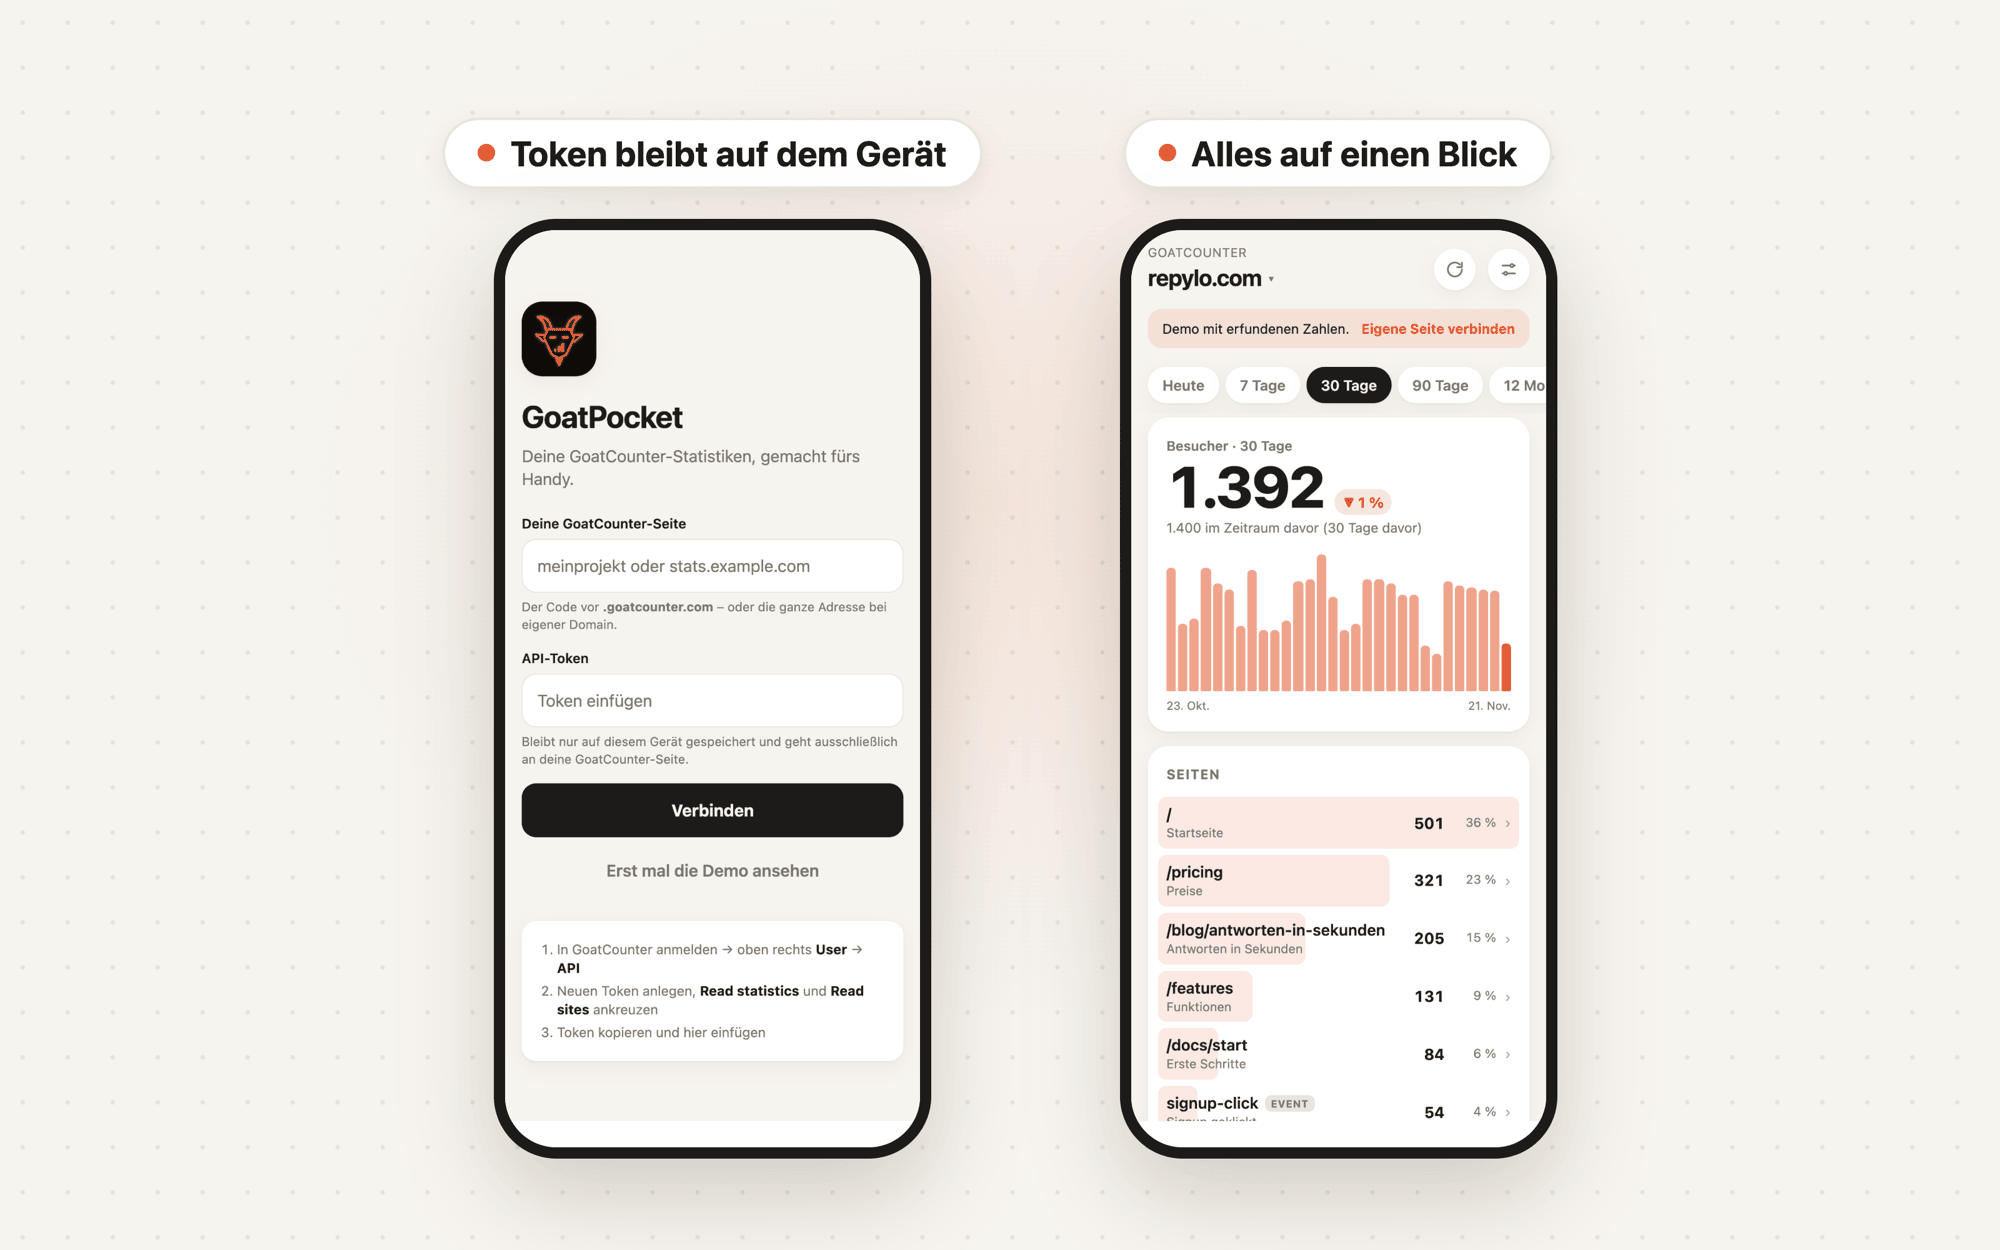 Token bleibt auf dem Gerät
GoatPocket
Deine GoatCounter-Statistiken, gemacht fürs
Handy.
Deine GoatCounter-Seite
meinprojekt oder stats.example.com
Der Code vor .goatcounter.com – oder die ganze Adresse bei
eigener Domain.
API-Token
Token einfügen
Bleibt nur auf diesem Gerät gespeichert und geht ausschließlich
an deine GoatCounter-Seite.
Verbinden
Erst mal die Demo ansehen
1. In GoatCounter anmelden → oben rechts User →
API
2. Neuen Token anlegen, Read statistics und Read
sites ankreuzen
3. Token kopieren und hier einfügen
Alles auf einen Blick
GOATCOUNTER
repylo.com ▾
Demo mit erfundenen Zahlen. Eigene Seite verbinden
Heute 7 Tage 30 Tage 90 Tage 12 Mo
Besucher · 30 Tage
1.392 ▼ 1 %
1.400 im Zeitraum davor (30 Tage davor)
23. Okt. 21. Nov.
SEITEN
/ 501 36 % ›
Startseite
/pricing 321 23 % ›
Preise
/blog/antworten-in-sekunden 205 15 % ›
Antworten in Sekunden
/features 131 9 % ›
Funktionen
/docs/start 84 6 % ›
Erste Schritte
signup-click EVENT 54 4 % ›